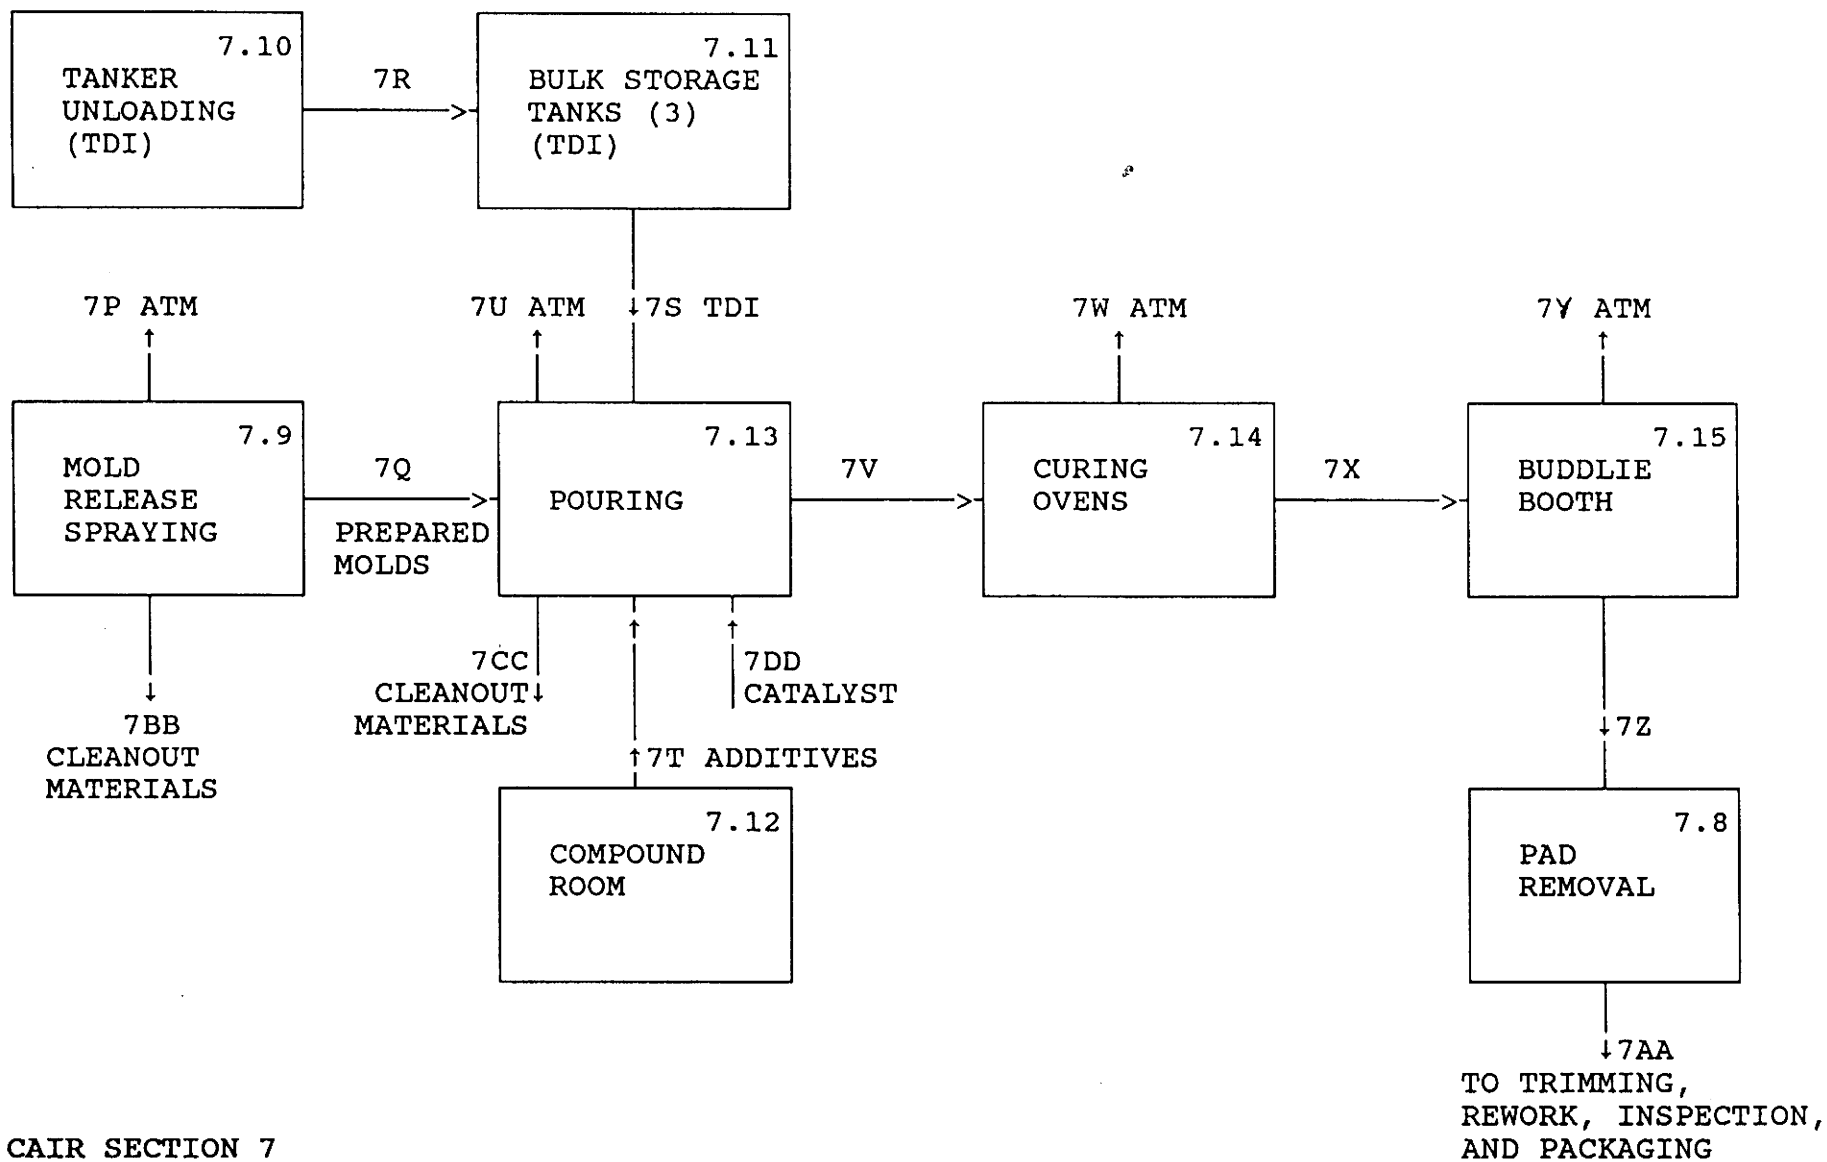 7.10
TANKER
UNLOADING
(TDI)
7R
7.11
BULK STORAGE
TANKS (3)
(TDI)
7P ATM
7U ATM
7S TDI
7W ATM
7Y ATM
7.9
MOLD
RELEASE
SPRAYING
7Q
PREPARED
MOLDS
7.13
POURING
7V
7.14
CURING
OVENS
7X
7.15
BUDDLIE
BOOTH
7BB
CLEANOUT
MATERIALS
7CC
CLEANOUT
MATERIALS
7DD
CATALYST
7T ADDITIVES
7.12
COMPOUND
ROOM
7Z
7.8
PAD
REMOVAL
7AA
TO TRIMMING,
REWORK, INSPECTION,
AND PACKAGING
CAIR SECTION 7